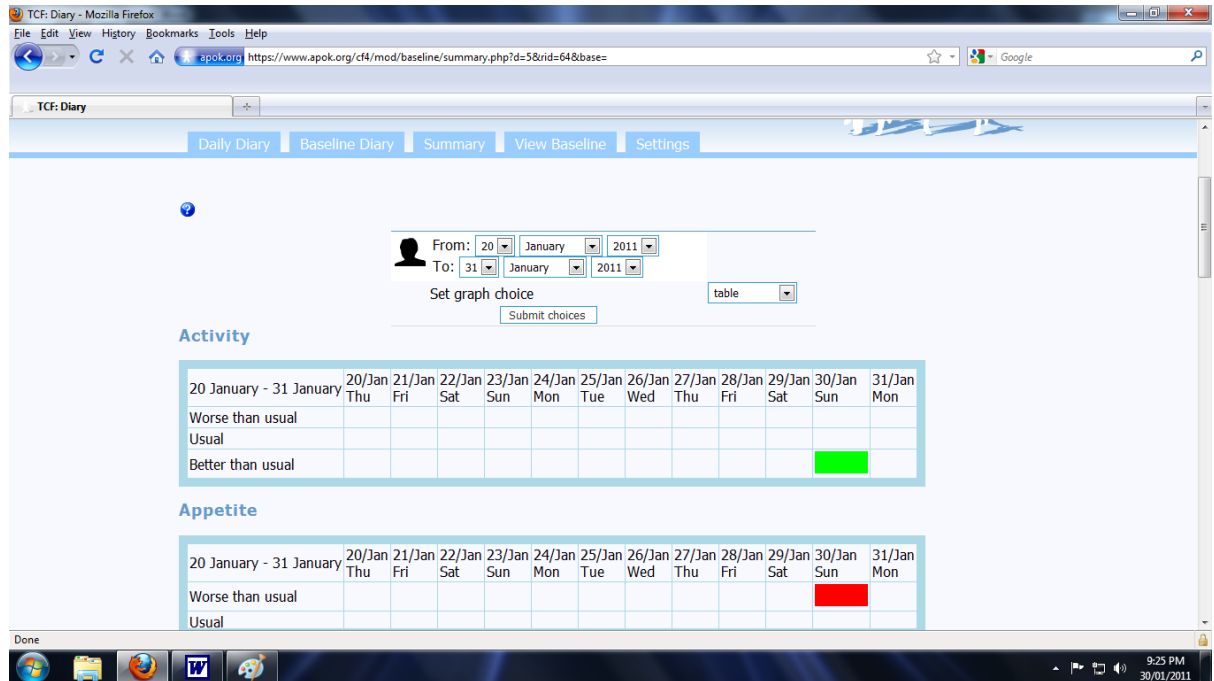 TCF: Diary - Mozilla Firefox
File Edit View History Bookmarks Tools Help
apok.org https://www.apok.org/cf4/mod/baseline/summary.php?d=5&rid=64&base=
Google
TCF: Diary
Daily Diary Baseline Diary Summary View Baseline Settings
From: 20 January 2011
To: 31 January 2011
Set graph choice table
Submit choices
Activity
20 January - 31 January 20/Jan Thu 21/Jan Fri 22/Jan Sat 23/Jan Sun 24/Jan Mon 25/Jan Tue 26/Jan Wed 27/Jan Thu 28/Jan Fri 29/Jan Sat 30/Jan Sun 31/Jan Mon
Worse than usual
Usual
Better than usual
Appetite
20 January - 31 January 20/Jan Thu 21/Jan Fri 22/Jan Sat 23/Jan Sun 24/Jan Mon 25/Jan Tue 26/Jan Wed 27/Jan Thu 28/Jan Fri 29/Jan Sat 30/Jan Sun 31/Jan Mon
Worse than usual
Usual
Done
W
9:25 PM
30/01/2011